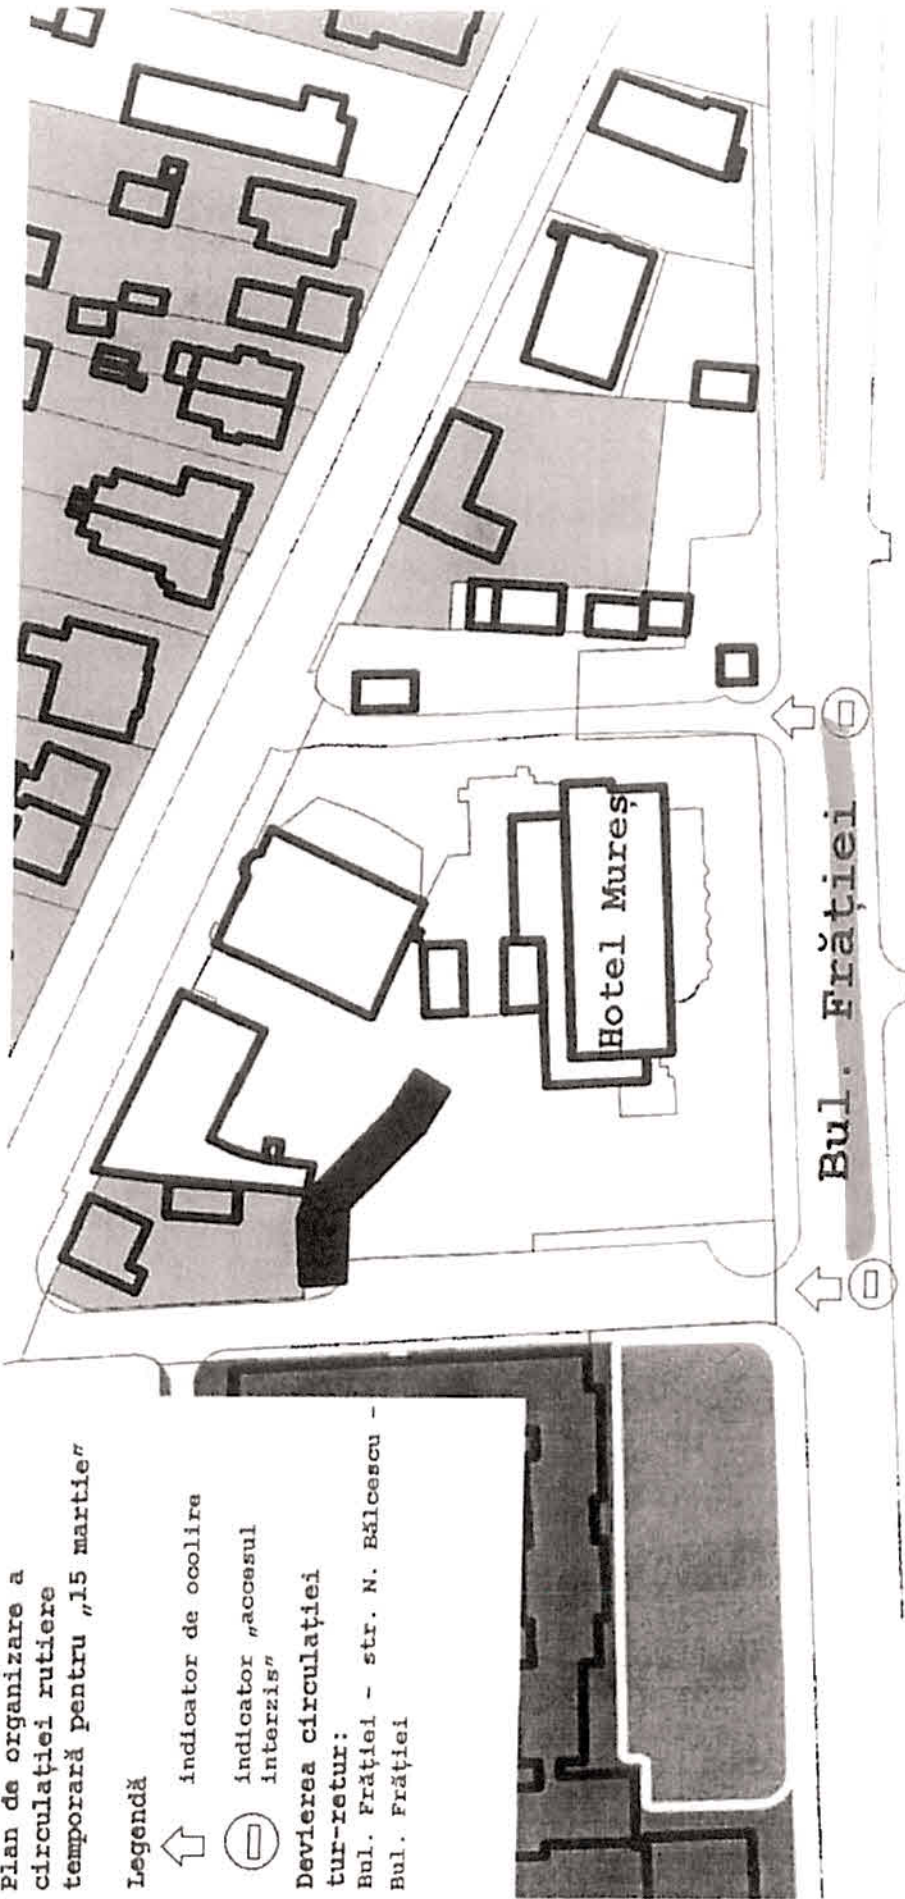 Plan de organizare a
circulației rutiere
temporară pentru „15 martie”
Legendă
indicator de ocolire
indicator „accesul
interzis”
Devierea circulației
tur-retur:
Bul. Frăției - str. N. Bălcescu -
Bul. Frăției
Hotel Mureș
Bul. Frăției